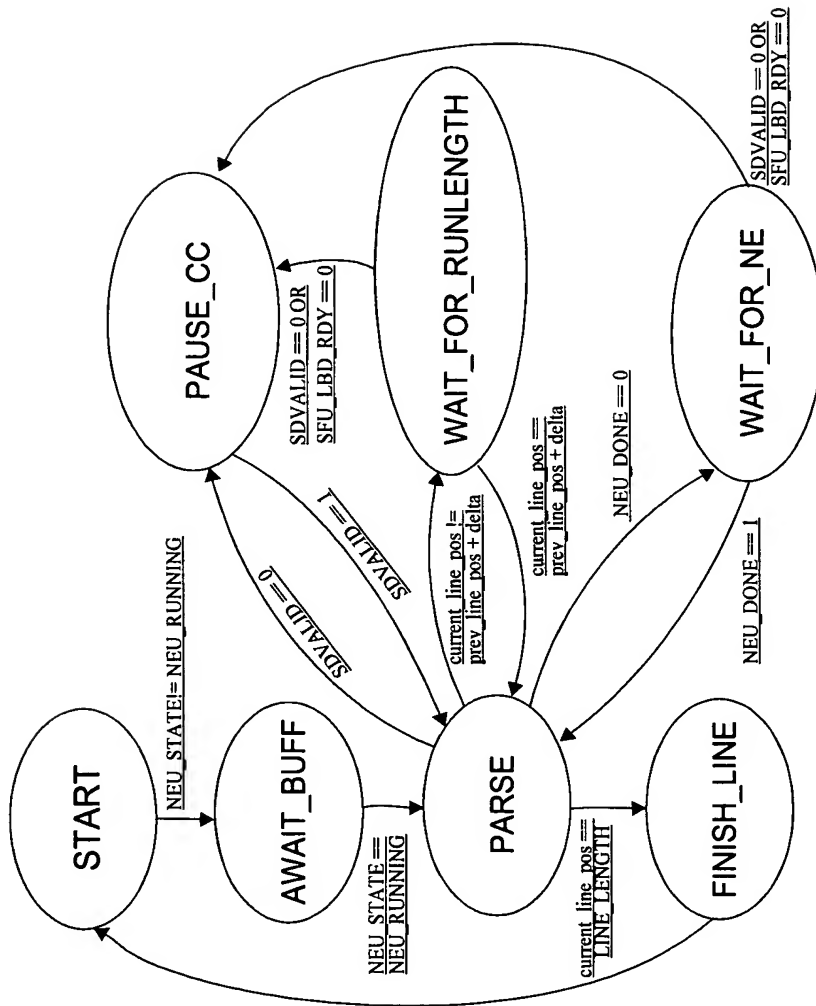 START
NEU_STATE!= NEU_RUNNING
AWAIT_BUFF
NEU_STATE ==
NEU_RUNNING
PARSE
current_line_pos ==
LINE_LENGTH
FINISH_LINE
PAUSE_CC
SDVALID == 0
SDVALID == 1
SDVALID == 0 OR
SFU_LBD_RDY == 0
WAIT_FOR_RUNLENGTH
current_line_pos !=
prev_line_pos + delta
current_line_pos ==
prev_line_pos + delta
NEU_DONE == 0
NEU_DONE == 1
WAIT_FOR_NE
SDVALID == 0 OR
SFU_LBD_RDY == 0